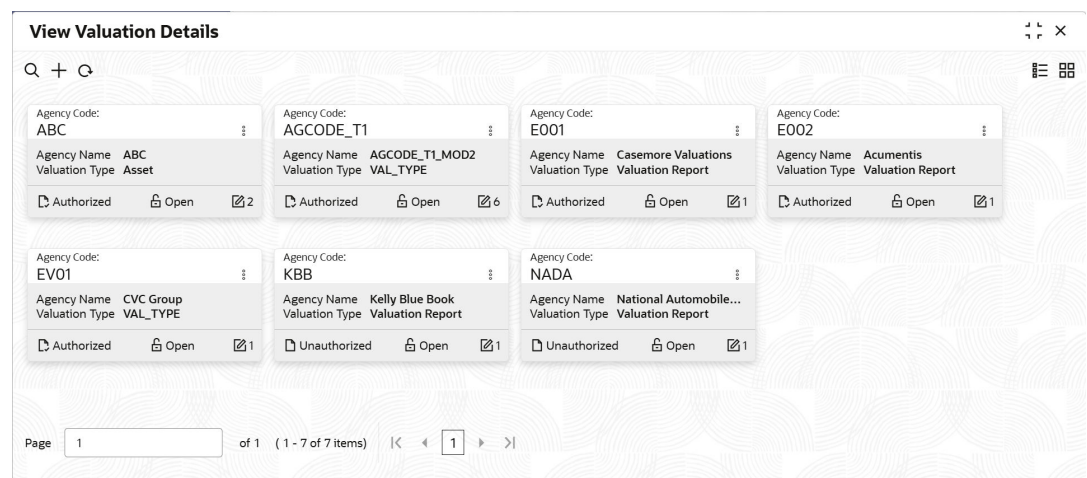 View Valuation Details
Agency Code:
ABC
Agency Name ABC
Valuation Type Asset
Authorized Open 2
Agency Code:
AGCODE_T1
Agency Name AGCODE_T1_MOD2
Valuation Type VAL_TYPE
Authorized Open 6
Agency Code:
E001
Agency Name Casemore Valuations
Valuation Type Valuation Report
Authorized Open 1
Agency Code:
E002
Agency Name Acumentis
Valuation Type Valuation Report
Authorized Open 1
Agency Code:
EV01
Agency Name CVC Group
Valuation Type VAL_TYPE
Authorized Open 1
Agency Code:
KBB
Agency Name Kelly Blue Book
Valuation Type Valuation Report
Unauthorized Open 1
Agency Code:
NADA
Agency Name National Automobile...
Valuation Type Valuation Report
Unauthorized Open 1
Page 1 of 1 ( 1 - 7 of 7 items) 1